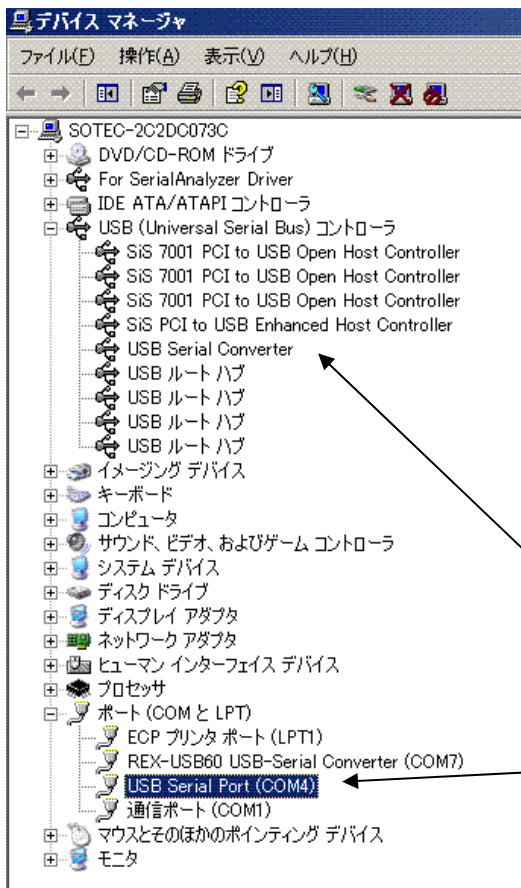 デバイス マネージャ
ファイル(F) 操作(A) 表示(V) ヘルプ(H)
SOTEC-2C2DC073C
DVD/CD-ROM ドライブ
For SerialAnalyzer Driver
IDE ATA/ATAPI コントローラ
USB (Universal Serial Bus) コントローラ
SiS 7001 PCI to USB Open Host Controller
SiS 7001 PCI to USB Open Host Controller
SiS 7001 PCI to USB Open Host Controller
SiS PCI to USB Enhanced Host Controller
USB Serial Converter
USB ルート ハブ
USB ルート ハブ
USB ルート ハブ
USB ルート ハブ
イメージング デバイス
キーボード
コンピュータ
サウンド、ビデオ、およびゲーム コントローラ
システム デバイス
ディスク ドライブ
ディスプレイ アダプタ
ネットワーク アダプタ
ヒューマン インターフェイス デバイス
プロセッサ
ポート (COM と LPT)
ECP プリンタ ポート (LPT1)
REX-USB60 USB-Serial Converter (COM7)
USB Serial Port (COM4)
通信ポート (COM1)
マウスとそのほかのポインティング デバイス
モニタ